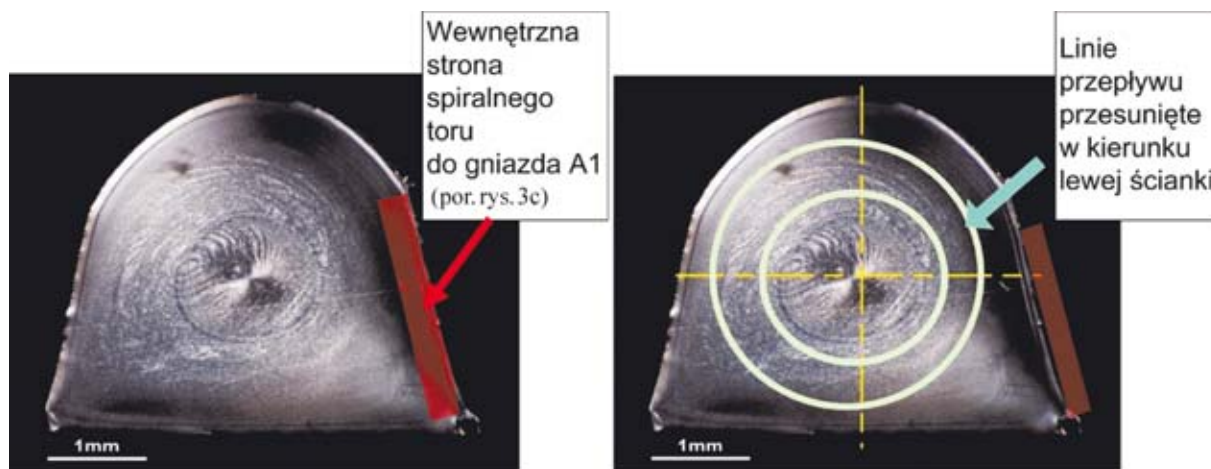 Wewnętrzna
strona
spiralnego
toru
do gniazda A1
(por. rys. 3c)
1mm
Linie
przepływu
przesunięte
w kierunku
lewej ścianki
1mm